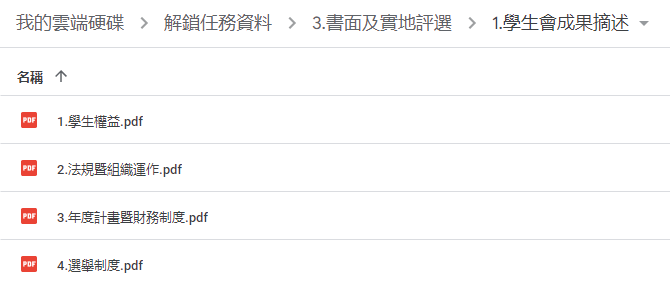 我的雲端硬碟 > 解鎖任務資料 > 3.書面及實地評選 > 1.學生會成果摘述
名稱 ↑
PDF 1.學生權益.pdf
PDF 2.法規暨組織運作.pdf
PDF 3.年度計畫暨財務制度.pdf
PDF 4.選舉制度.pdf